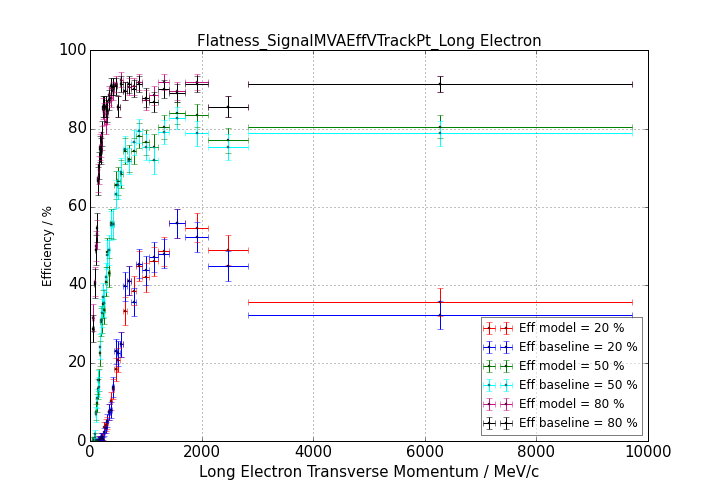 Flatness_SignalMVAEffVTrackPt_Long Electron
100
80
60
40
20
0
Efficiency / %
0 2000 4000 6000 8000 10000
Long Electron Transverse Momentum / MeV/c
Eff model = 20 %
Eff baseline = 20 %
Eff model = 50 %
Eff baseline = 50 %
Eff model = 80 %
Eff baseline = 80 %